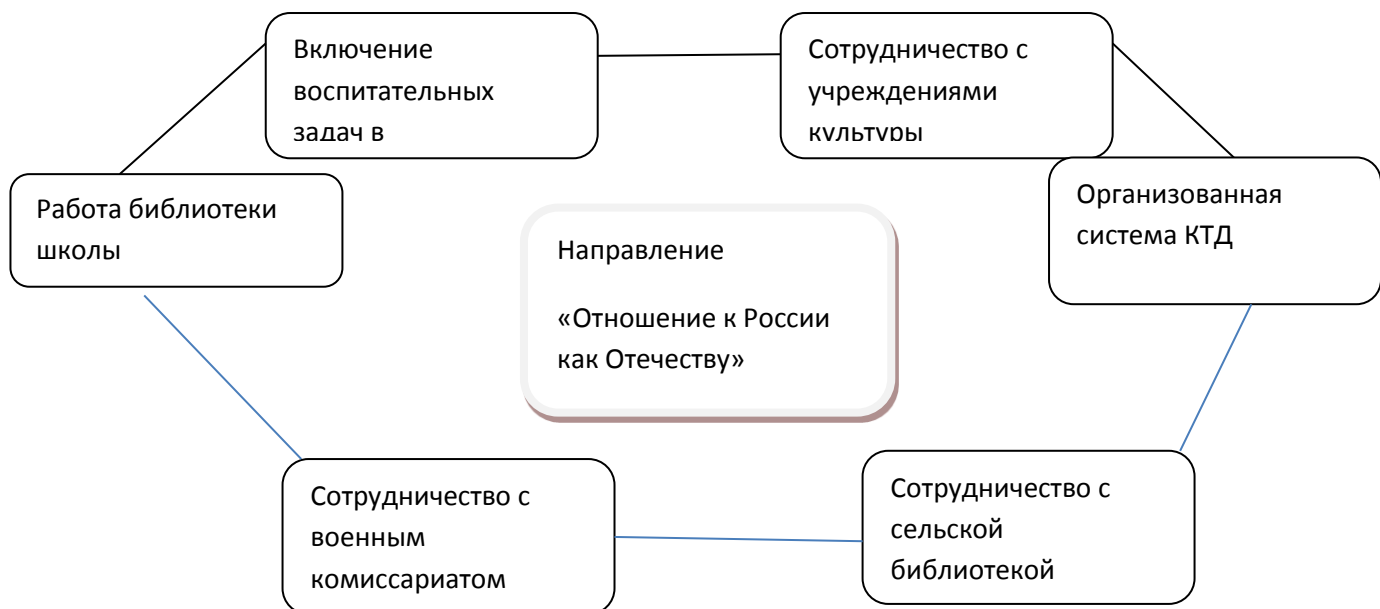 Включение
воспитательных
задач в
Сотрудничество с
учреждениями
культуры
Работа библиотеки
школы
Организованная
система КТД
Направление
«Отношение к России
как Отечеству»
Сотрудничество с
военным
комиссариатом
Сотрудничество с
сельской
библиотекой